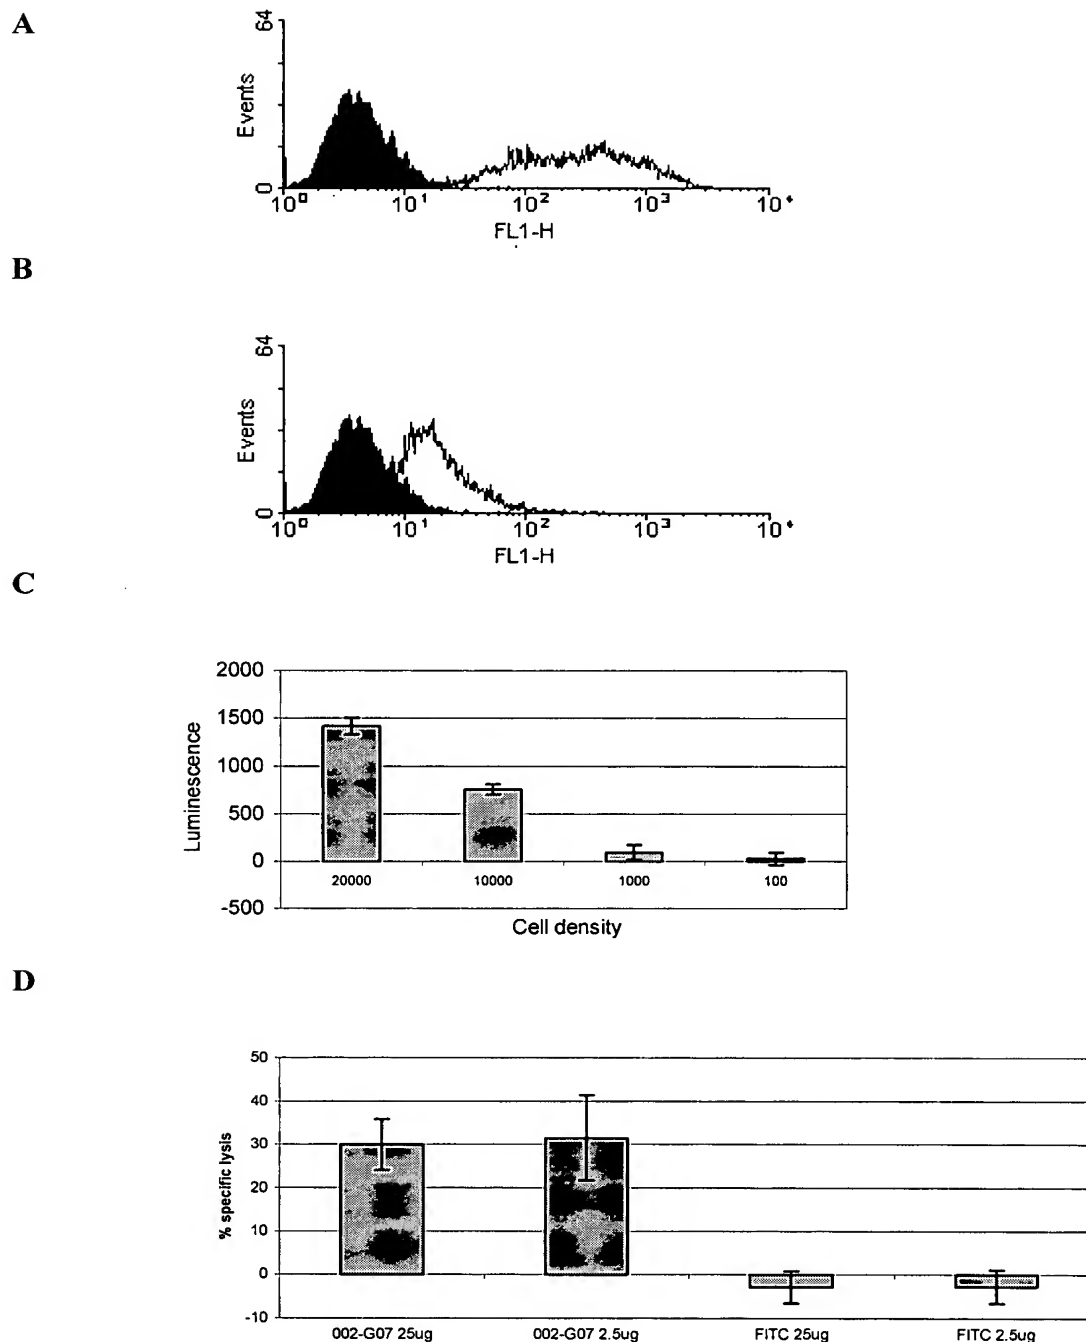 A
64
Events
0
10⁰ 10¹ 10² 10³ 10⁴
FL1-H
B
64
Events
0
10⁰ 10¹ 10² 10³ 10⁴
FL1-H
C
2000
1500
1000
500
0
-500
Luminescence
20000 10000 1000 100
Cell density
D
50
40
30
20
10
0
-10
% specific lysis
002-G07 25ug 002-G07 2.5ug FITC 25ug FITC 2.5ug